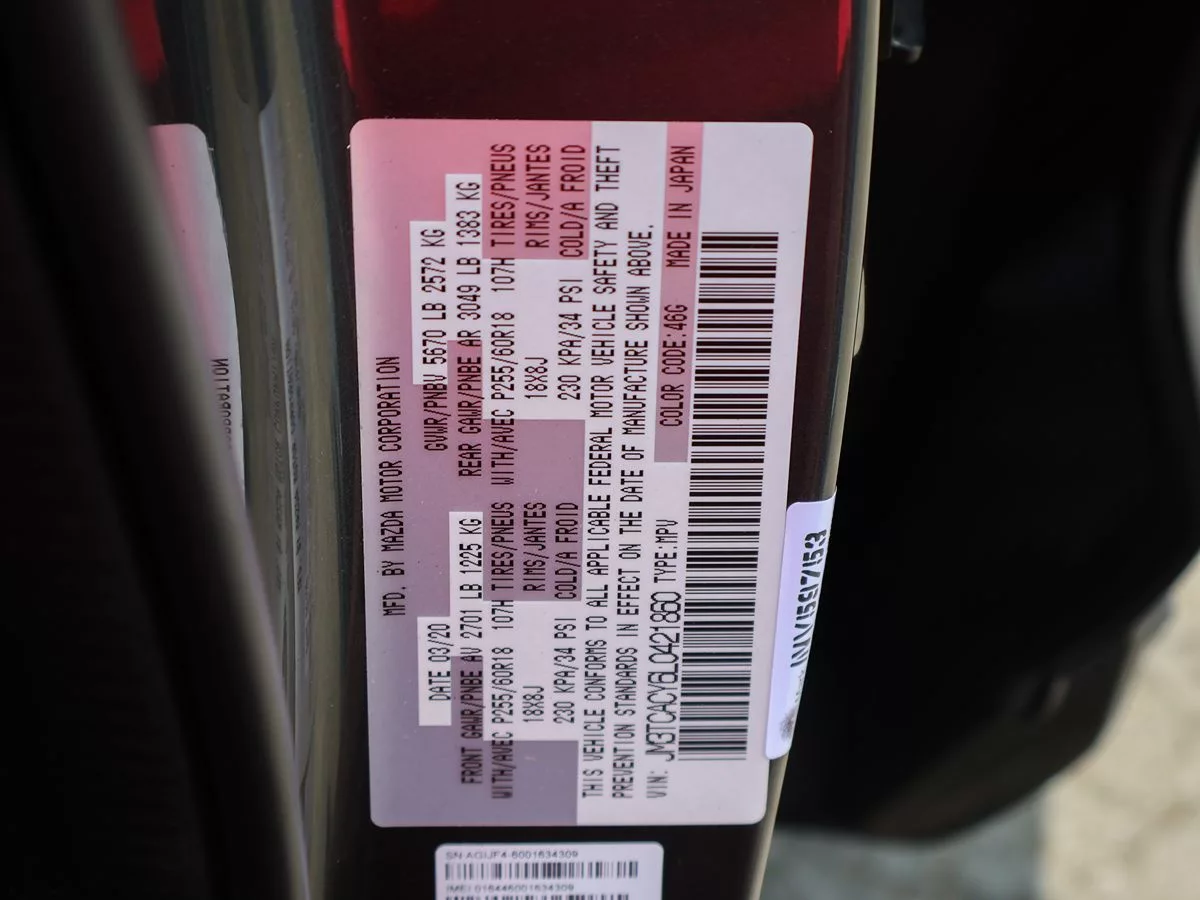 MFD. BY MAZDA MOTOR CORPORATION
DATE 03/20 GVWR/PNBV 5670 LB 2572 KG
FRONT GAWR/PNBE AV 2701 LB 1225 KG REAR GAWR/PNBE AR 3049 LB 1383 KG
WITH/AVEC P255/60R18 107H TIRES/PNEUS WITH/AVEC P255/60R18 107H TIRES/PNEUS
18X8J RIMS/JANTES 18X8J RIMS/JANTES
230 KPA/34 PSI COLD/A FROID 230 KPA/34 PSI COLD/A FROID
THIS VEHICLE CONFORMS TO ALL APPLICABLE FEDERAL MOTOR VEHICLE SAFETY AND THEFT
PREVENTION STANDARDS IN EFFECT ON THE DATE OF MANUFACTURE SHOWN ABOVE.
VIN: JM3TCACY6L0421860 TYPE:MPV COLOR CODE:46G MADE IN JAPAN
SN-AGUJF4-6001634309
IMEI 016446001634309